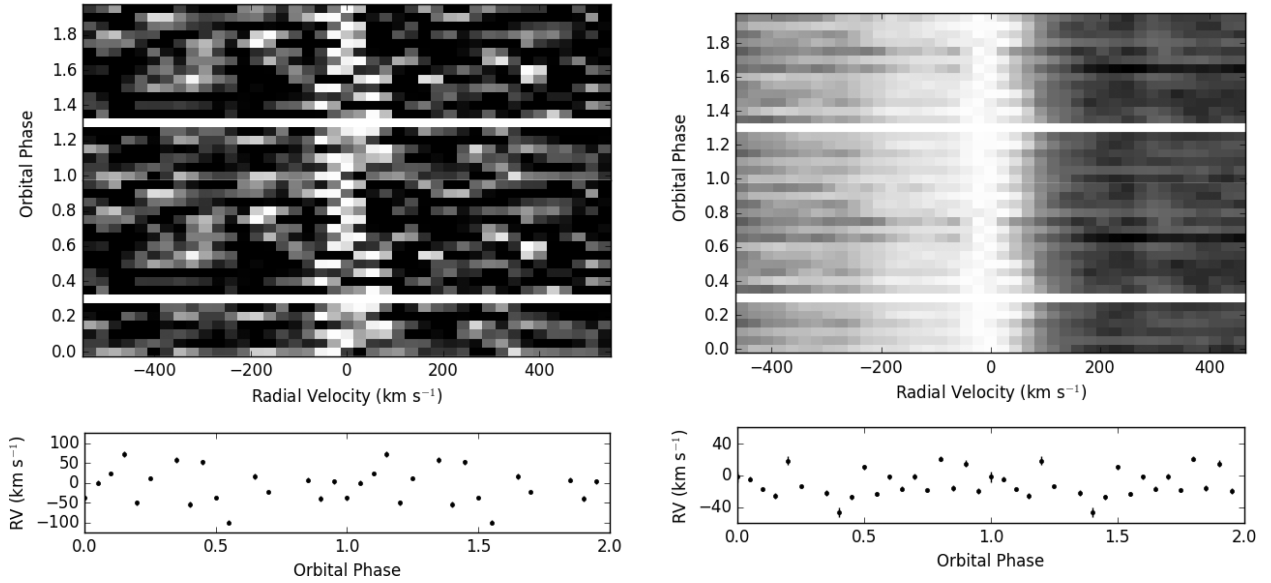 1.8
1.6
1.4
1.2
1.0
0.8
0.6
0.4
0.2
0.0
Orbital Phase
−400 −200 0 200 400
Radial Velocity (km s⁻¹)
100
50
0
−50
−100
RV (km s⁻¹)
0.0 0.5 1.0 1.5 2.0
Orbital Phase
1.8
1.6
1.4
1.2
1.0
0.8
0.6
0.4
0.2
0.0
Orbital Phase
−400 −200 0 200 400
Radial Velocity (km s⁻¹)
40
0
−40
RV (km s⁻¹)
0.0 0.5 1.0 1.5 2.0
Orbital Phase